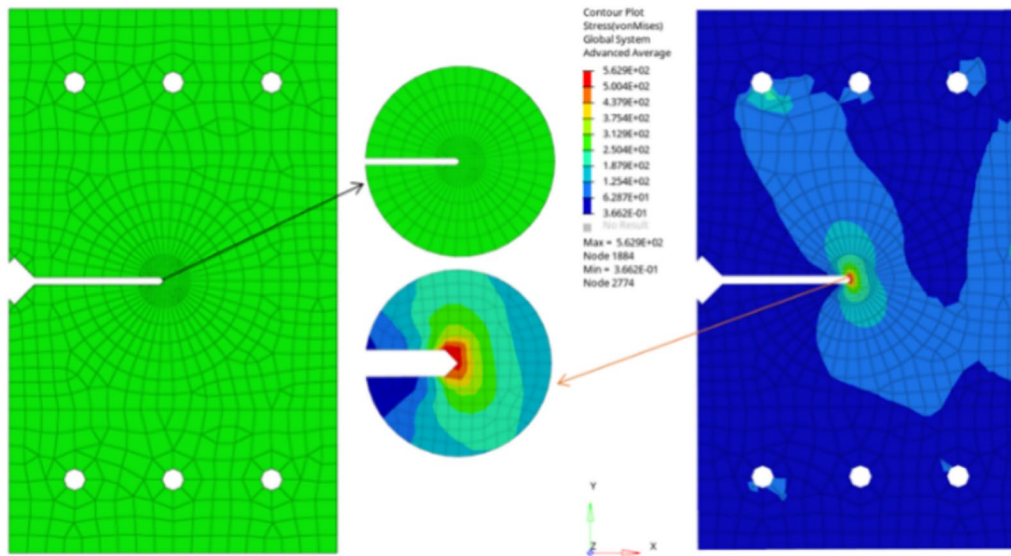 Contour Plot
Stress(vonMises)
Global System
Advanced Average
5.629E+02
5.004E+02
4.379E+02
3.754E+02
3.129E+02
2.504E+02
1.879E+02
1.254E+02
6.287E+01
3.662E-01
No Result
Max = 5.629E+02
Node 1884
Min = 3.662E-01
Node 2774
Y
Z
X